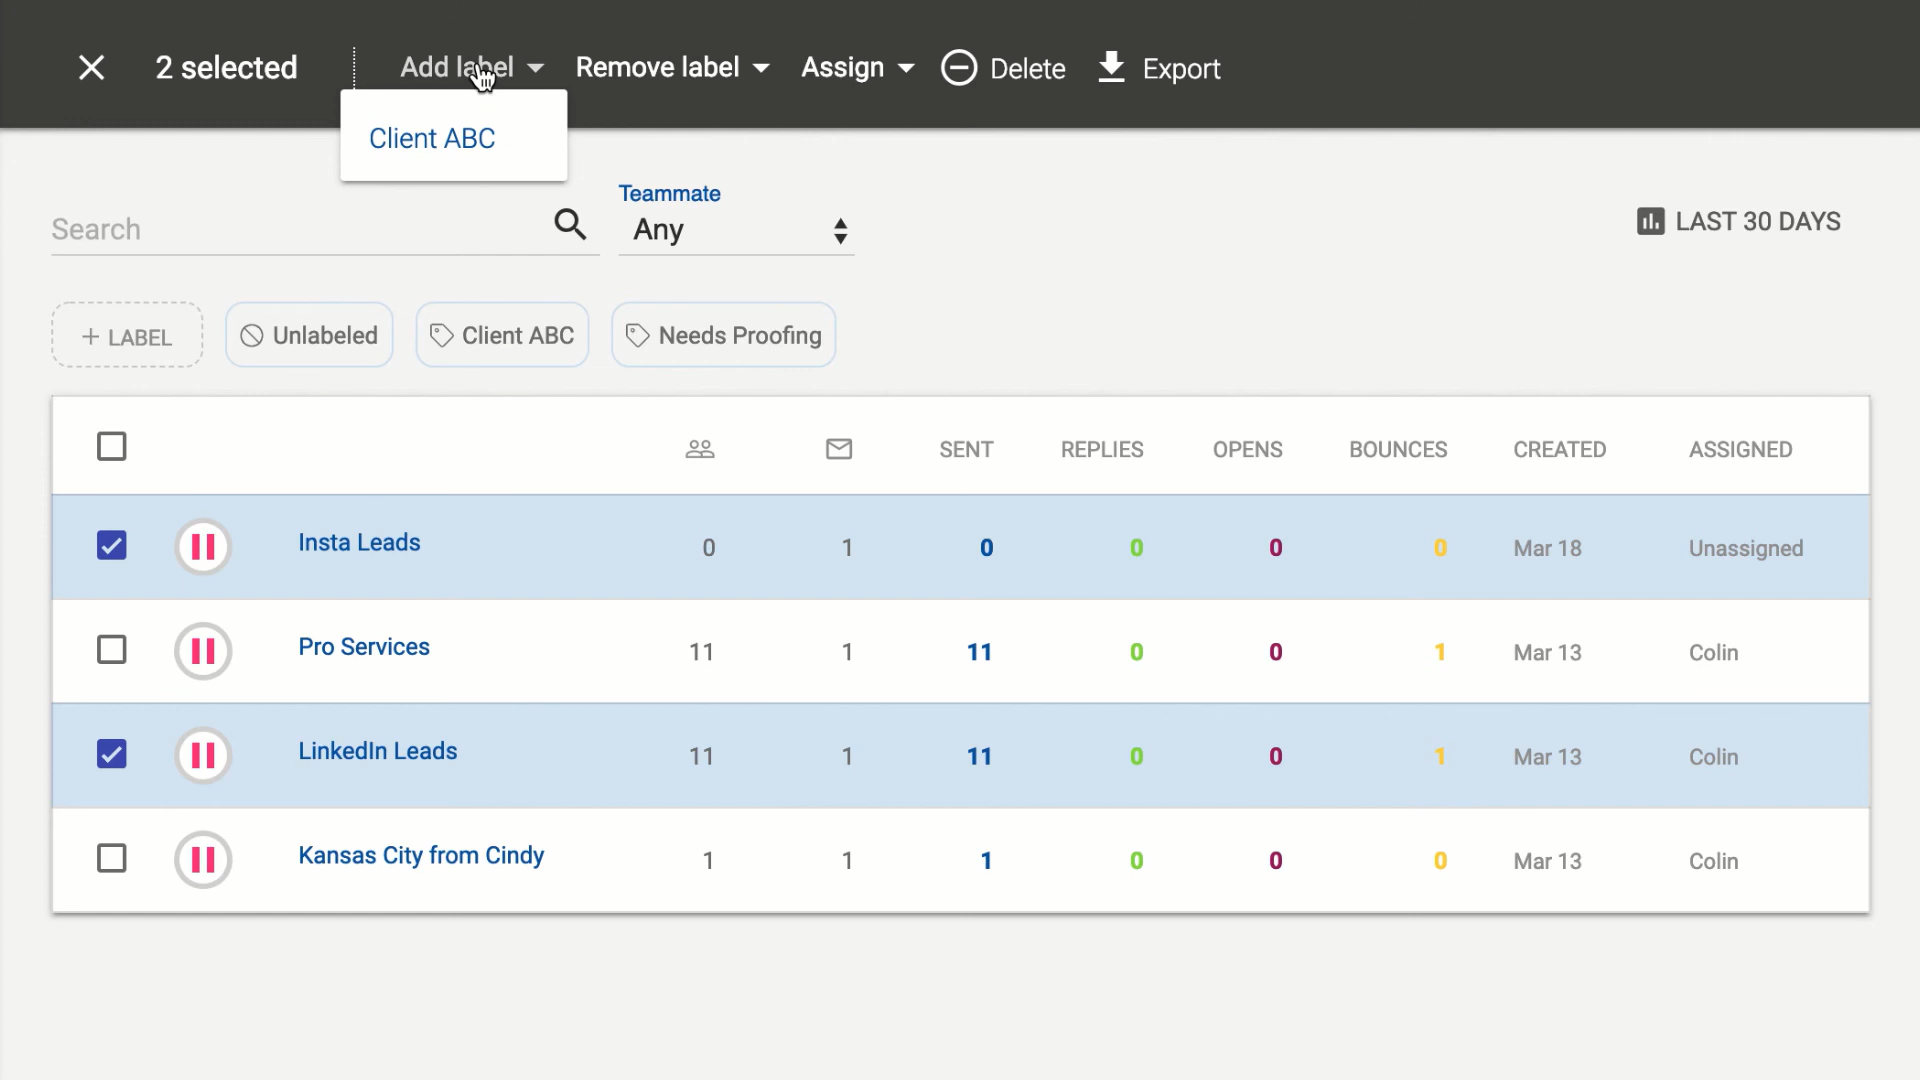 2 selected Add label Remove label Assign Delete Export
Client ABC
Teammate
Search Any LAST 30 DAYS
+ LABEL Unlabeled Client ABC Needs Proofing
SENT REPLIES OPENS BOUNCES CREATED ASSIGNED
Insta Leads 0 1 0 0 0 0 Mar 18 Unassigned
Pro Services 11 1 11 0 0 1 Mar 13 Colin
LinkedIn Leads 11 1 11 0 0 1 Mar 13 Colin
Kansas City from Cindy 1 1 1 0 0 0 Mar 13 Colin